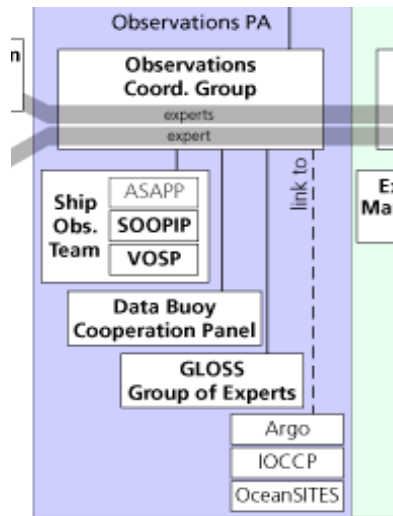 Observations PA
Observations
Coord. Group
experts
expert
link to
Ship
Obs.
Team
ASAPP
SOOPIP
VOSP
Data Buoy
Cooperation Panel
GLOSS
Group of Experts
Argo
IOCCP
OceanSITES